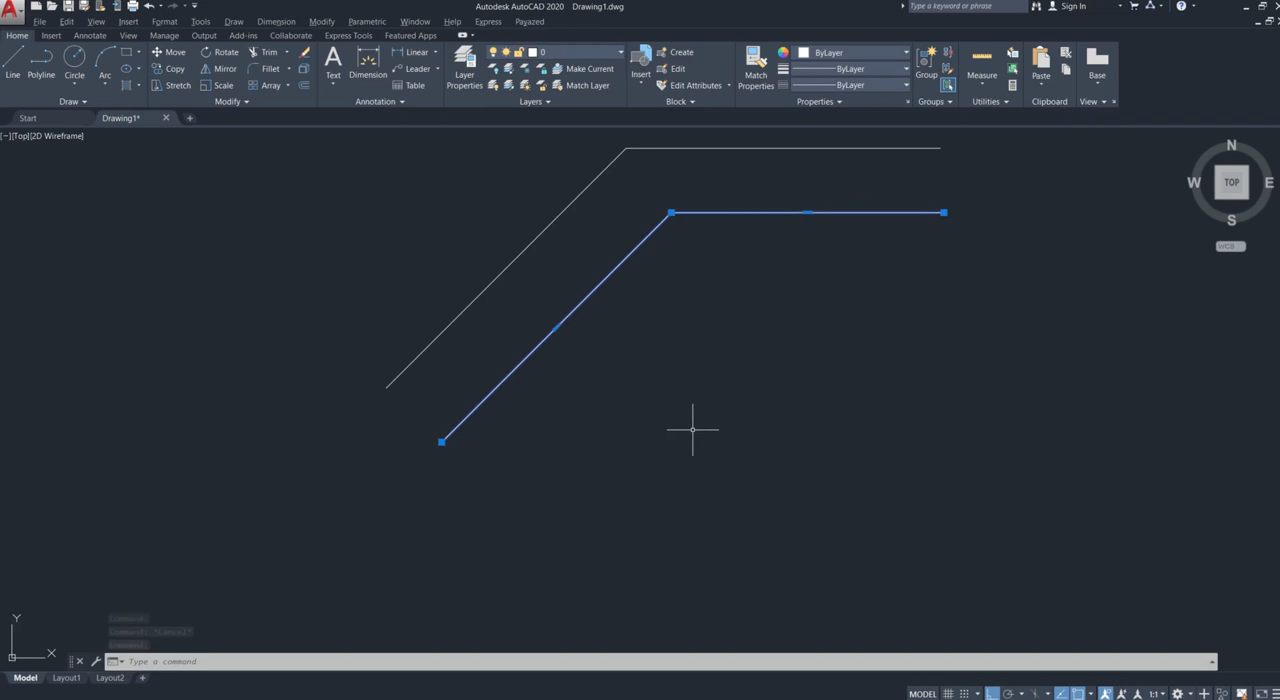 A Autodesk AutoCAD 2020 Drawing1.dwg Type a keyword or phrase Sign In
File Edit View Insert Format Tools Draw Dimension Modify Parametric Window Help Express Payazed
Home Insert Annotate View Manage Output Add-ins Collaborate Express Tools Featured Apps
Line Polyline Circle Arc Move Rotate Trim Text Dimension Linear Layer Properties 0 Insert Create Match Properties ByLayer Group Measure Paste Base
Copy Mirror Fillet Leader Make Current Edit ByLayer
Stretch Scale Array Table Match Layer Edit Attributes ByLayer
Draw Modify Annotation Layers Block Properties Groups Utilities Clipboard View
Start Drawing1*
[−][Top][2D Wireframe]
N
W TOP E
S
WCS
Y
X
Command:
Command: *Cancel*
Command:
Type a command
Model Layout1 Layout2
MODEL 1:1